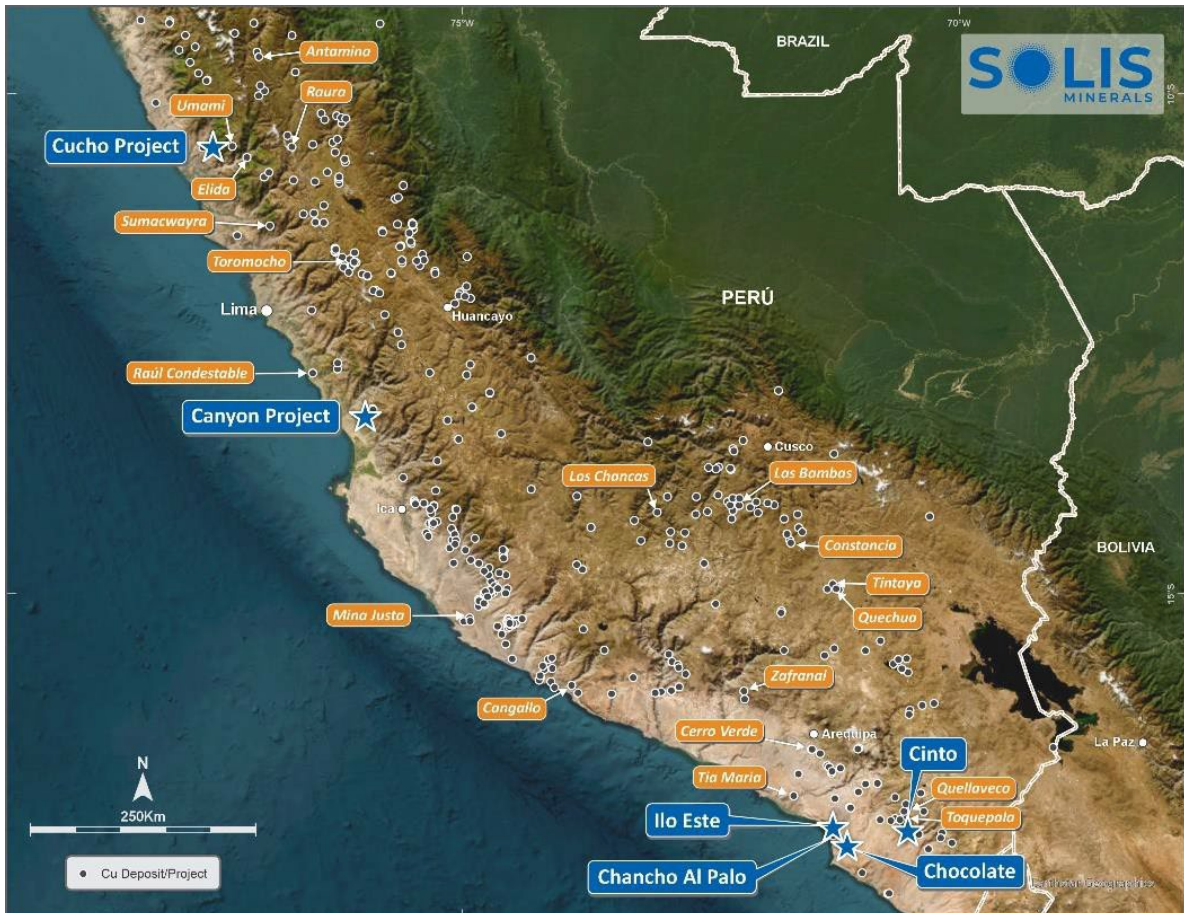 75°W
70°W
BRAZIL
SOLIS
MINERALS
10°S
Antamina
Raura
Umami
Cucho Project
Elida
Sumacwayra
Toromocho
PERÚ
Lima
Huancayo
Raúl Condestable
Canyon Project
Cusco
Los Chancas
Las Bambas
Ica
Constancia
BOLIVIA
Tintaya
15°S
Quechua
Mina Justa
Zafranal
Cangallo
Cerro Verde
Arequipa
La Paz
Cinto
N
Tia Maria
Quellaveco
250Km
Ilo Este
Toquepala
Chancho Al Palo
Chocolate
Cu Deposit/Project